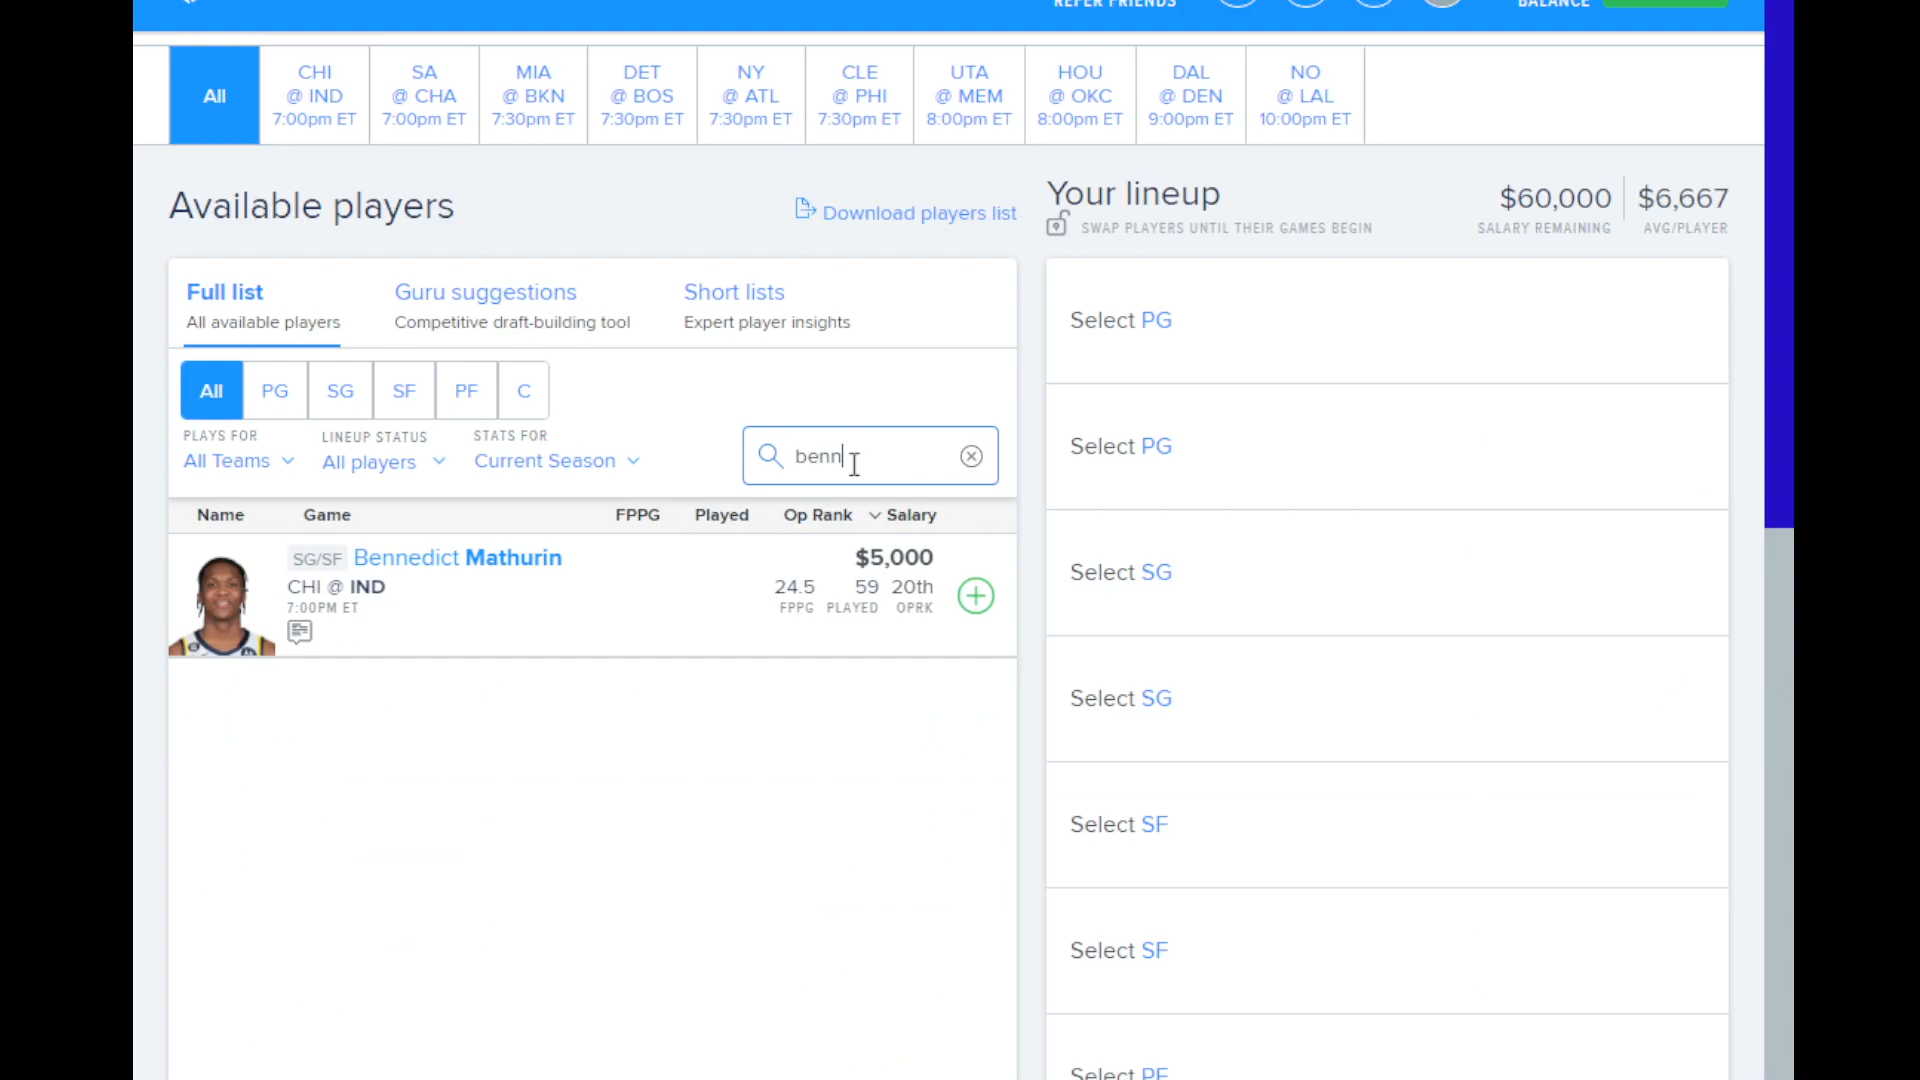 REFER FRIENDS
BALANCE
All
CHI
@ IND
7:00pm ET
SA
@ CHA
7:00pm ET
MIA
@ BKN
7:30pm ET
DET
@ BOS
7:30pm ET
NY
@ ATL
7:30pm ET
CLE
@ PHI
7:30pm ET
UTA
@ MEM
8:00pm ET
HOU
@ OKC
8:00pm ET
DAL
@ DEN
9:00pm ET
NO
@ LAL
10:00pm ET
Available players
Download players list
Full list
All available players
Guru suggestions
Competitive draft-building tool
Short lists
Expert player insights
All
PG
SG
SF
PF
C
PLAYS FOR
All Teams
LINEUP STATUS
All players
STATS FOR
Current Season
benn
Name Game FPPG Played Op Rank Salary
SG/SF Bennedict Mathurin $5,000
CHI @ IND 24.5 59 20th
7:00PM ET FPPG PLAYED OPRK
Your lineup
SWAP PLAYERS UNTIL THEIR GAMES BEGIN
$60,000
SALARY REMAINING
$6,667
AVG/PLAYER
Select PG
Select PG
Select SG
Select SG
Select SF
Select SF
Select PF